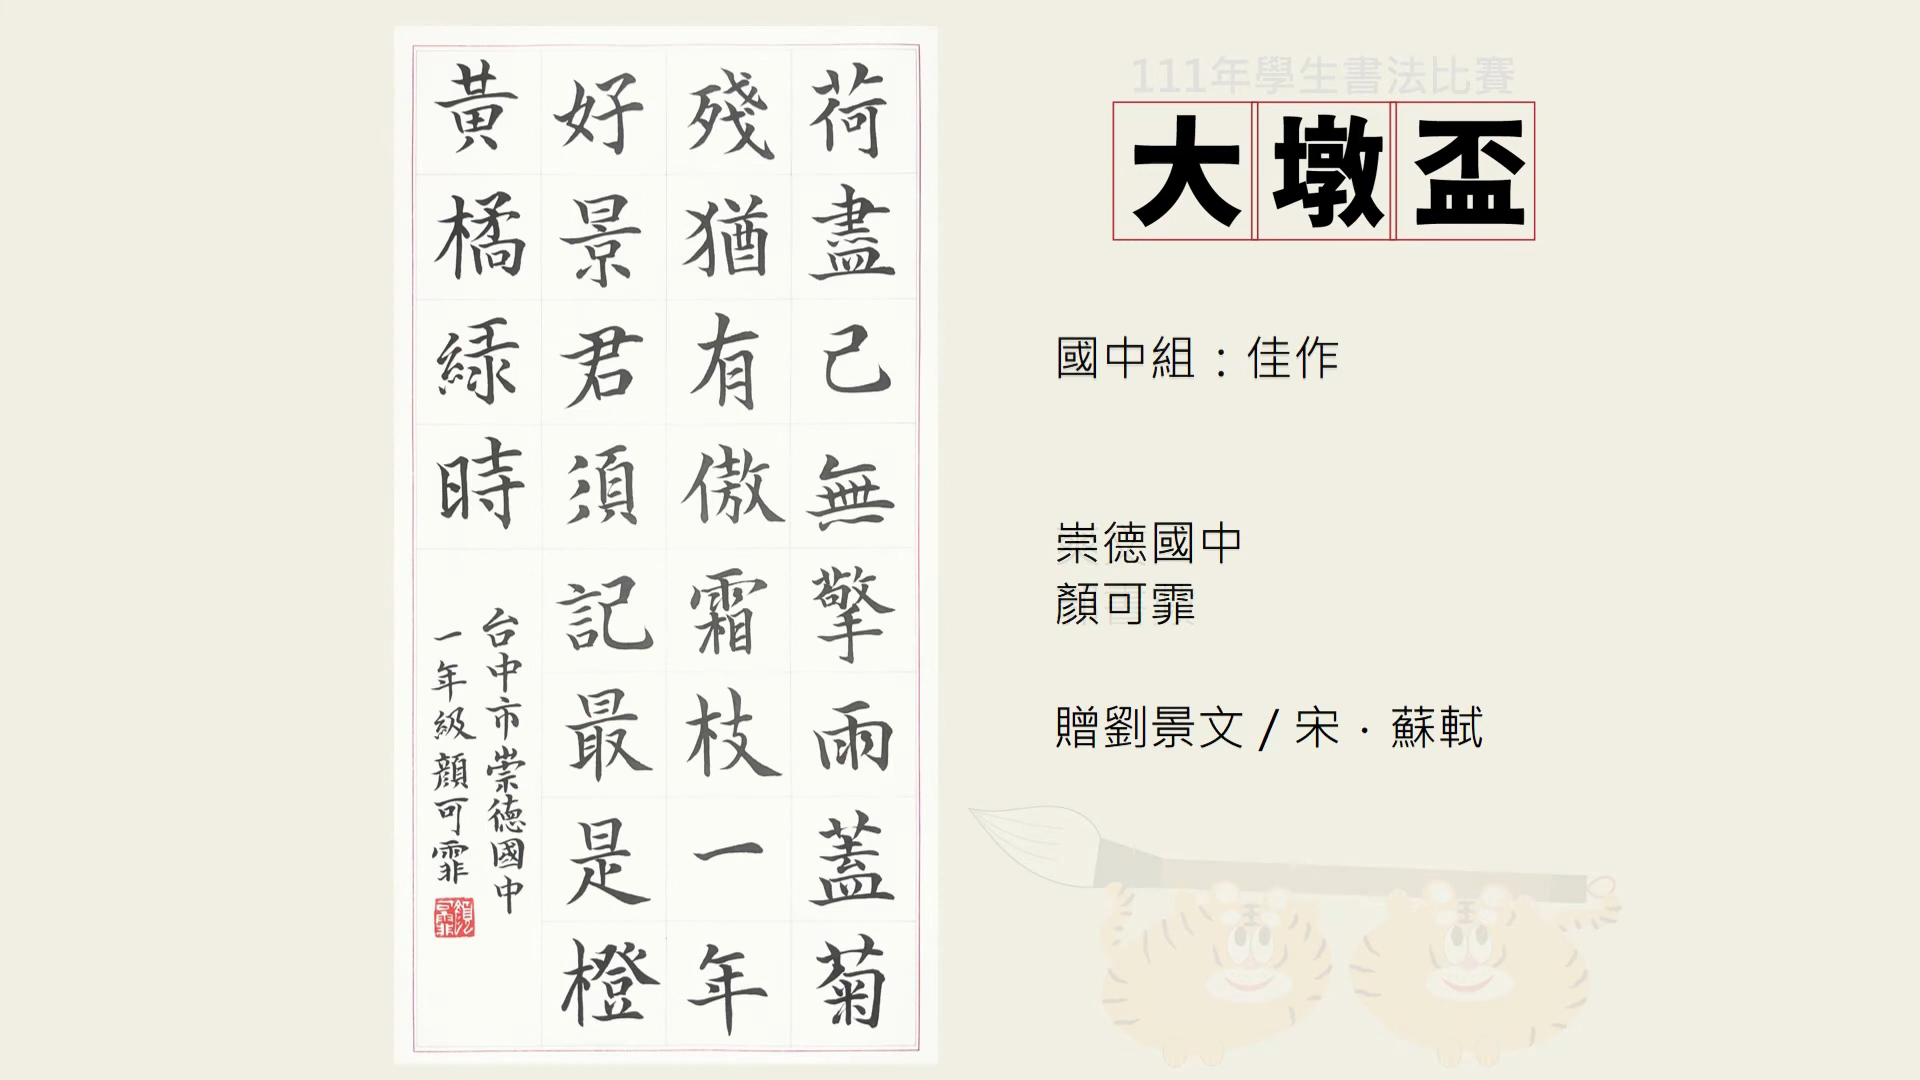 荷盡已無擎雨蓋菊
殘猶有傲霜枝一年
好景君須記最是橙
黃橘綠時
台中市崇德國中
一年級顏可霏
111年學生書法比賽
大墩盃
國中組：佳作
崇德國中
顏可霏
贈劉景文 / 宋．蘇軾